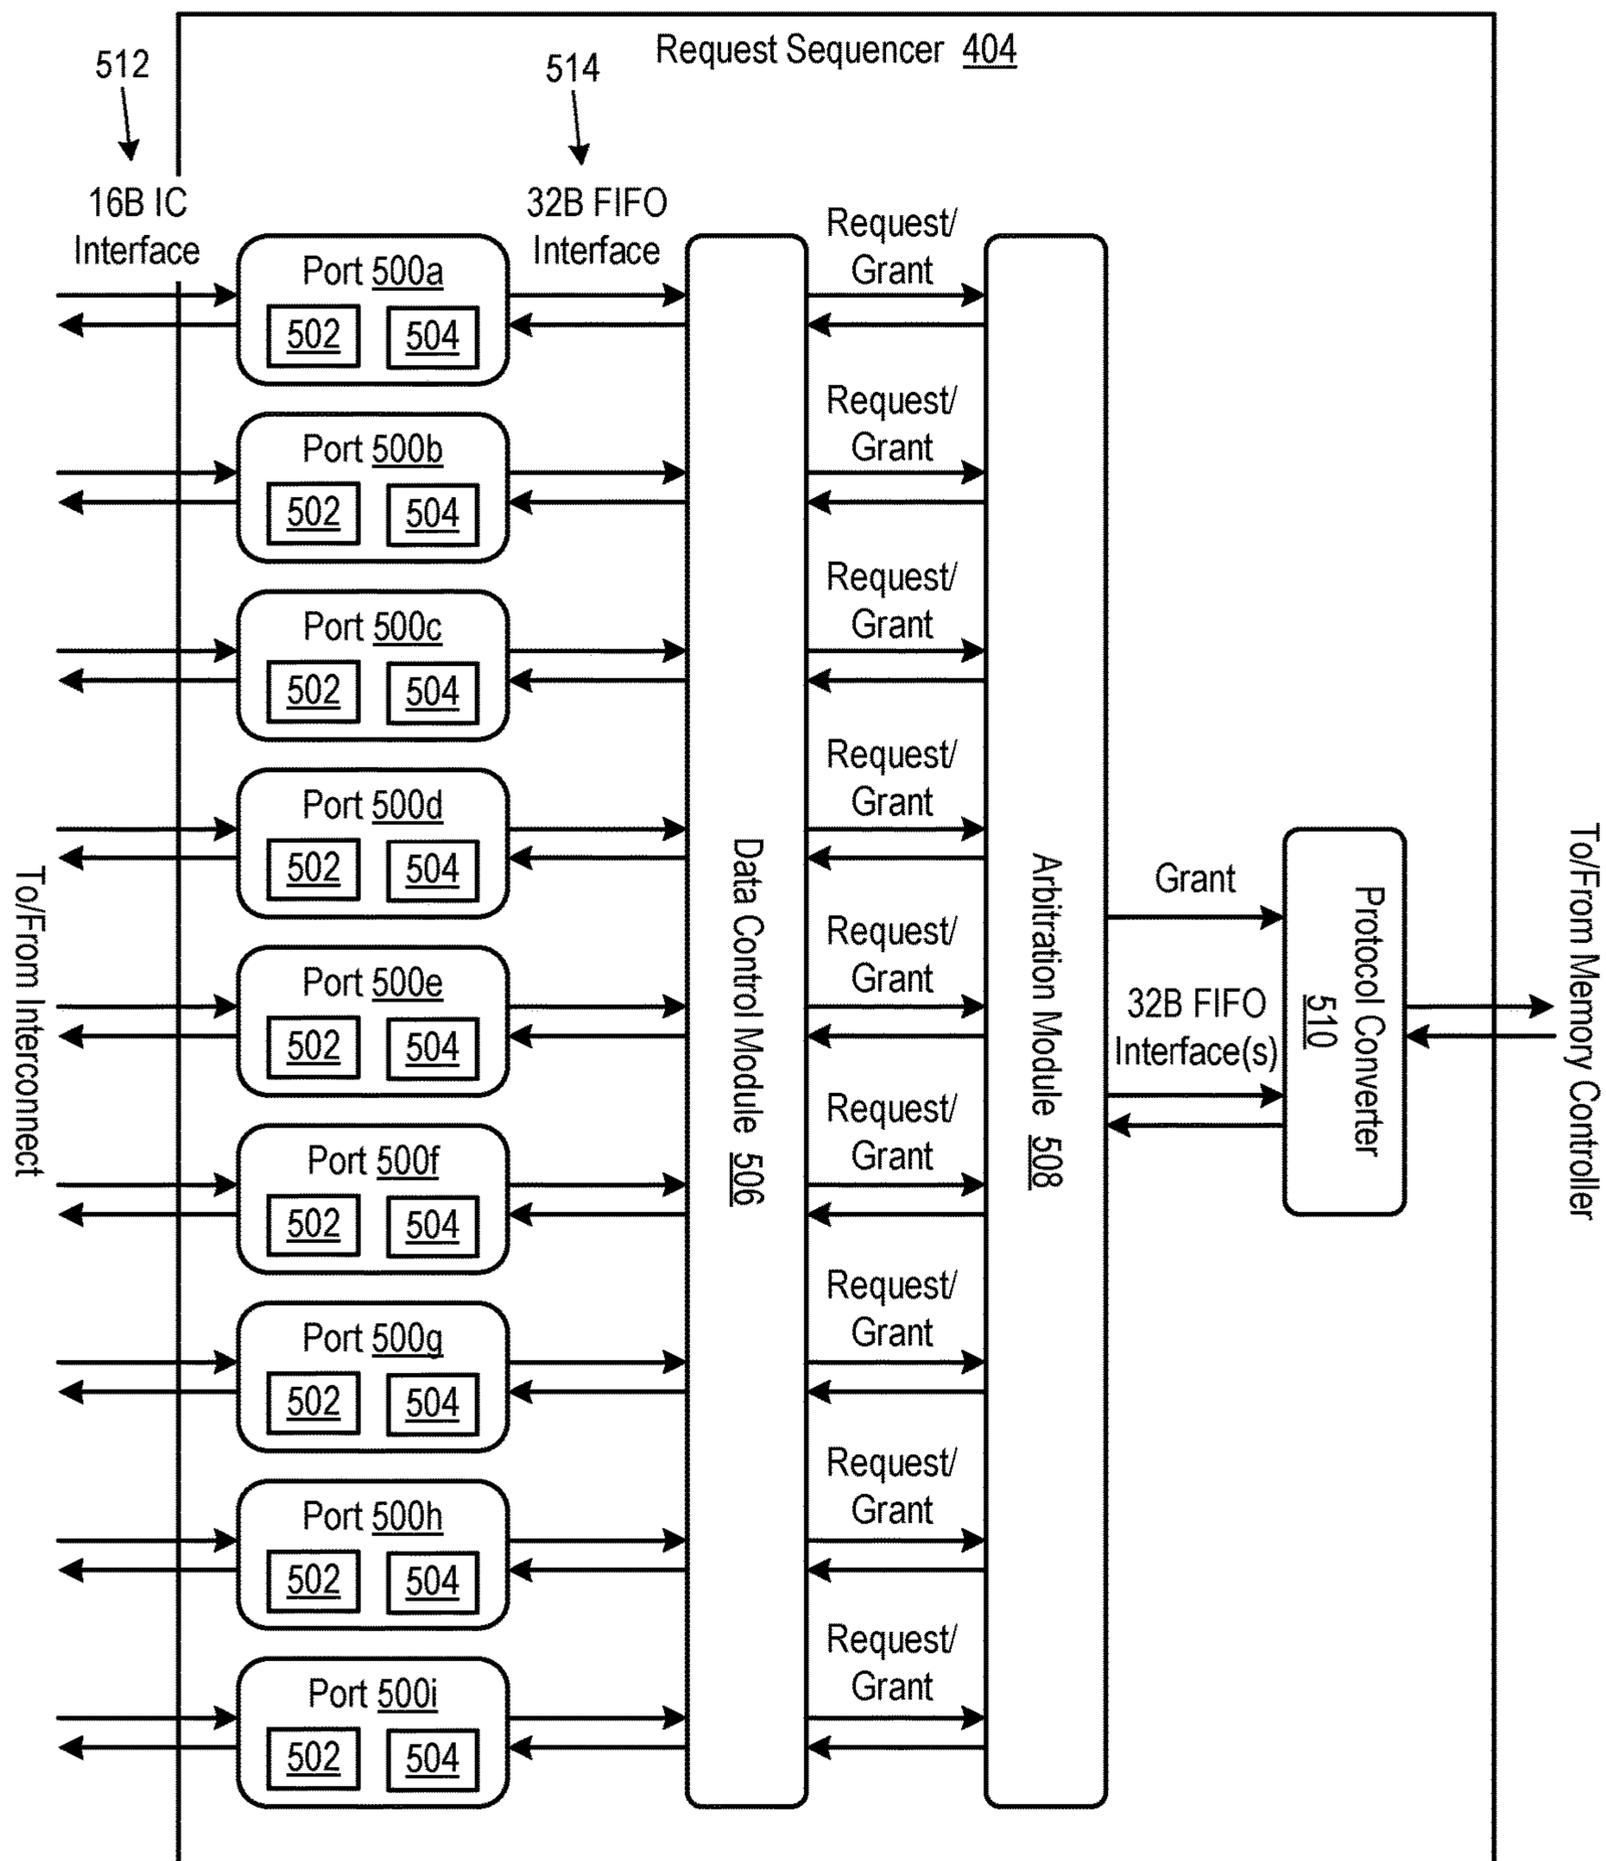 Request Sequencer 404
512
514
16B IC
Interface
32B FIFO
Interface
Request/
Grant
Port 500a
502 504
Request/
Grant
Port 500b
502 504
Request/
Grant
Port 500c
502 504
Request/
Grant
Port 500d
502 504
Request/
Grant
Port 500e
502 504
Request/
Grant
Port 500f
502 504
Request/
Grant
Port 500g
502 504
Request/
Grant
Port 500h
502 504
Request/
Grant
Port 500i
502 504
To/From Interconnect
Data Control Module 506
Arbitration Module 508
Grant
32B FIFO
Interface(s)
Protocol Converter
510
To/From Memory Controller